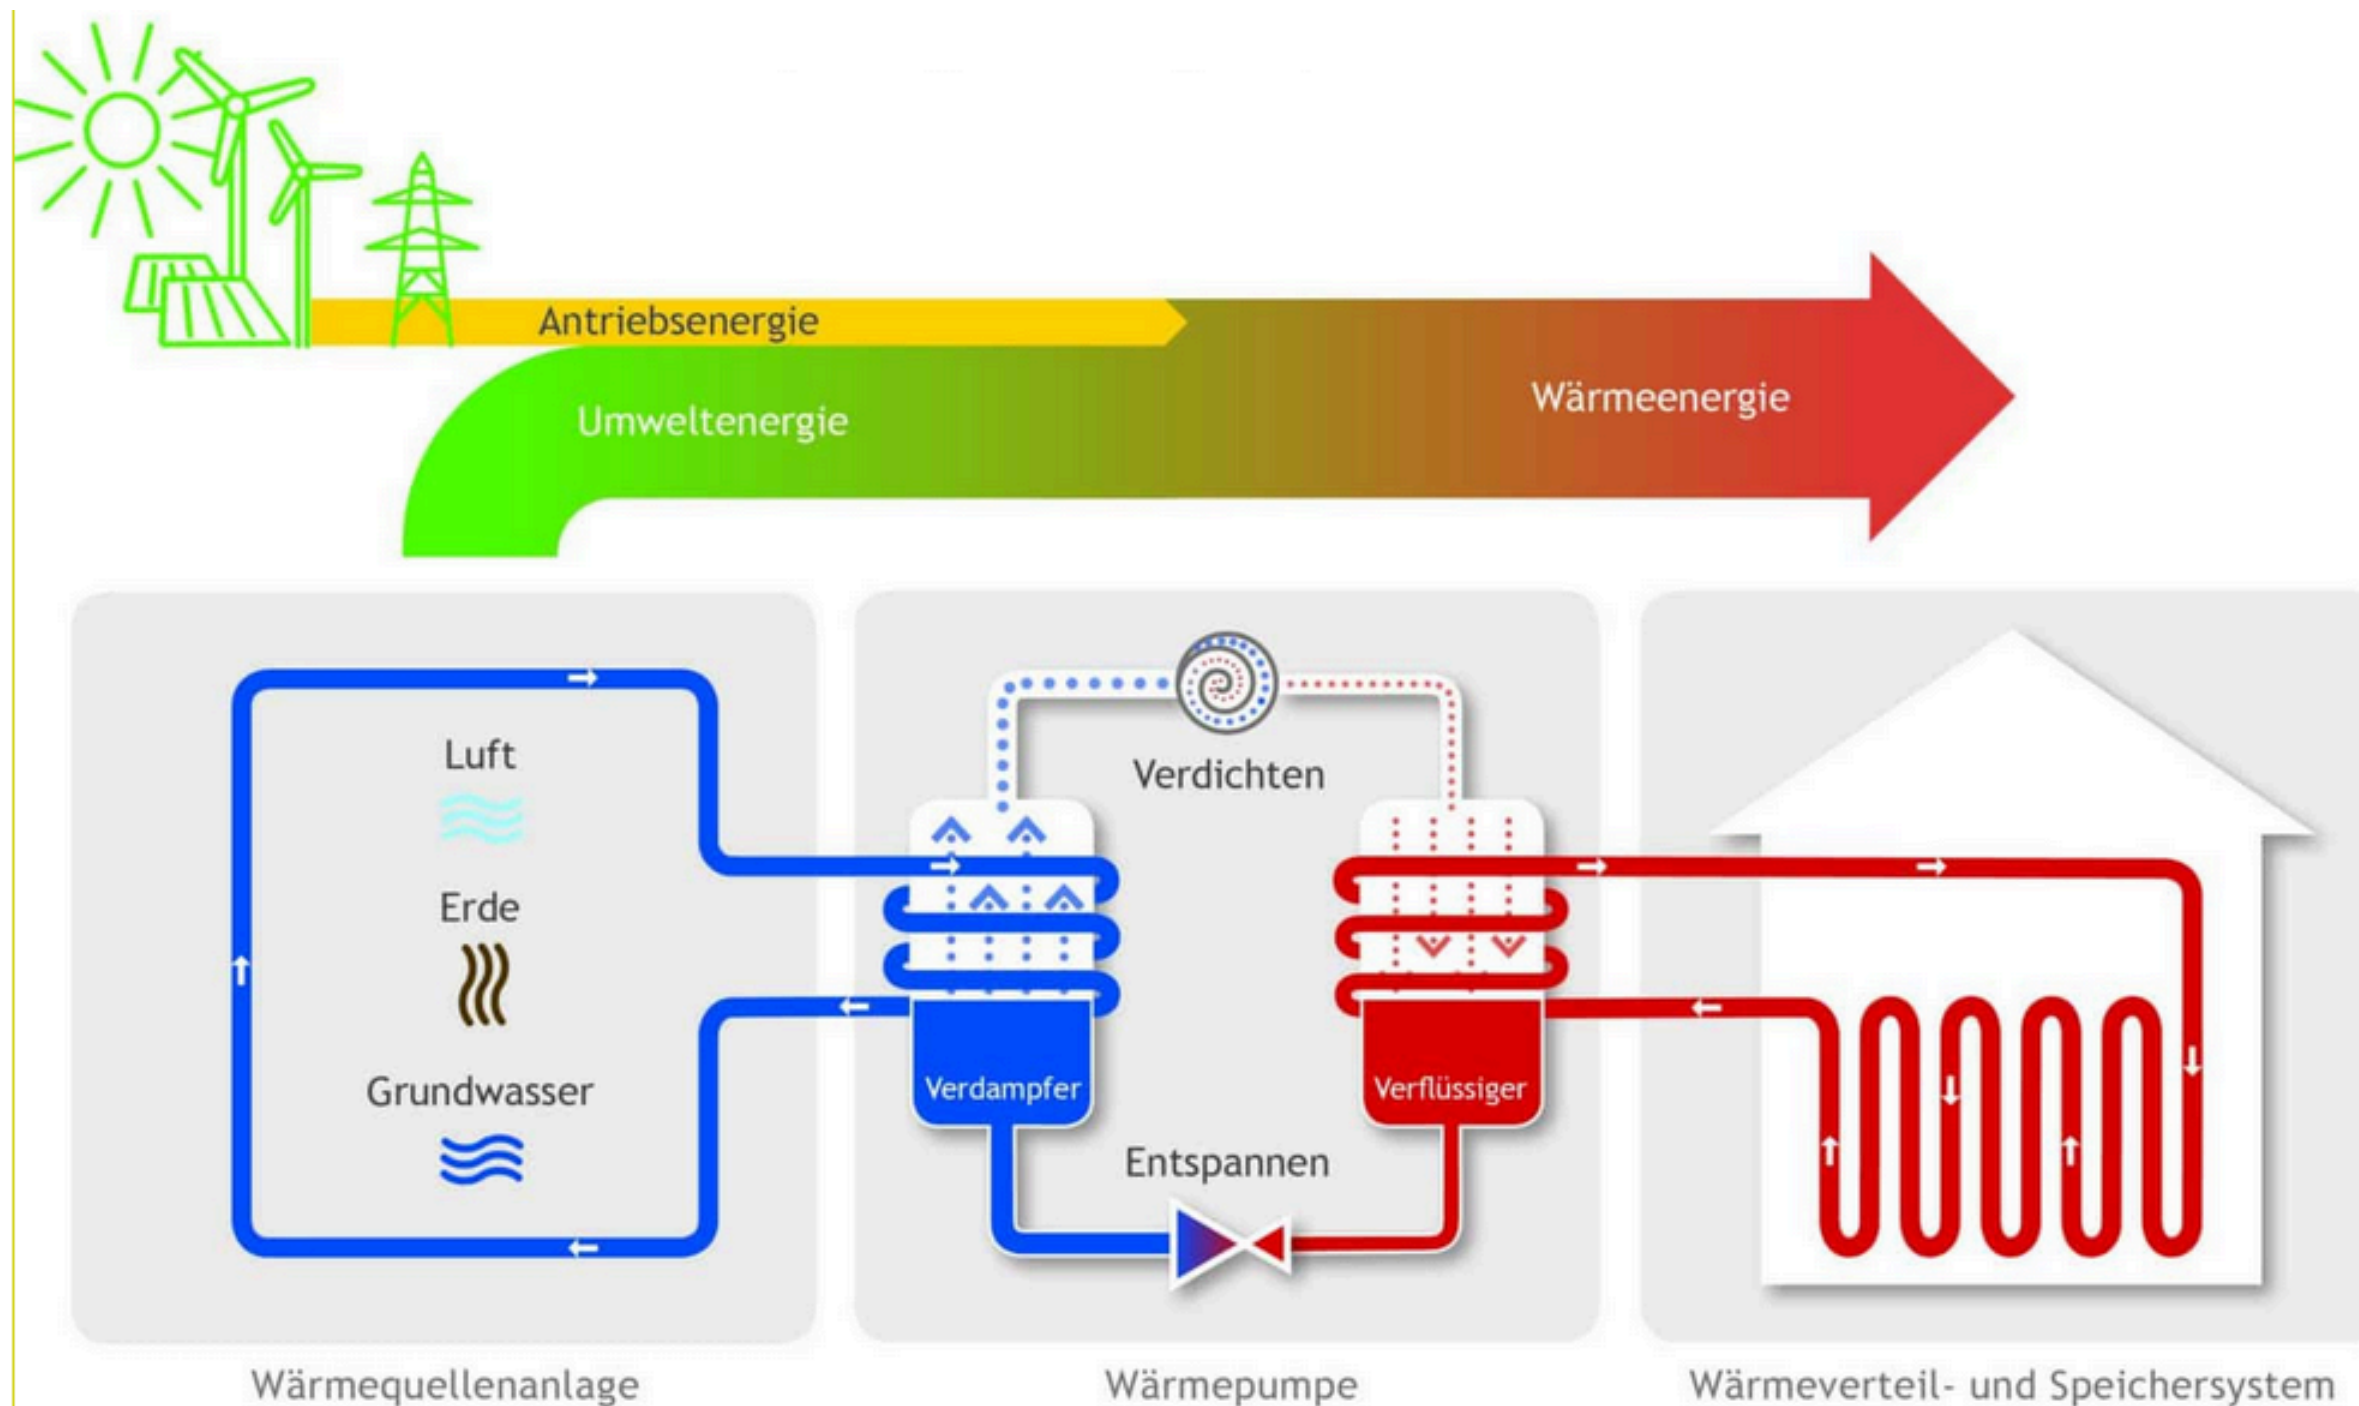 Antriebsenergie
Umweltenergie
Wärmeenergie
Luft
Erde
Grundwasser
Verdichten
Verdampfer
Verflüssiger
Entspannen
Wärmequellenanlage
Wärmepumpe
Wärmeverteil- und Speichersystem